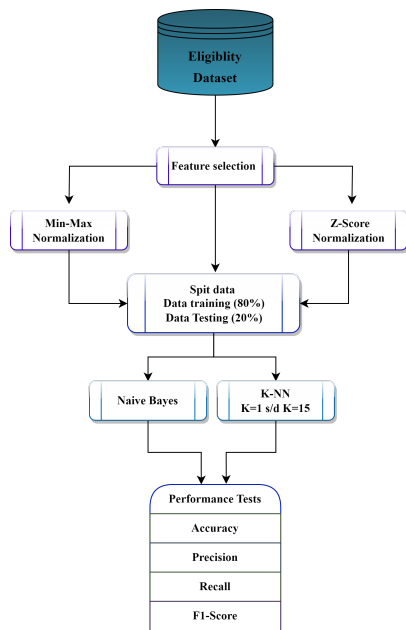 Eligiblity
Dataset
Feature selection
Min-Max
Normalization
Z-Score
Normalization
Spit data
Data training (80%)
Data Testing (20%)
Naive Bayes
K-NN
K=1 s/d K=15
Performance Tests
Accuracy
Precision
Recall
F1-Score